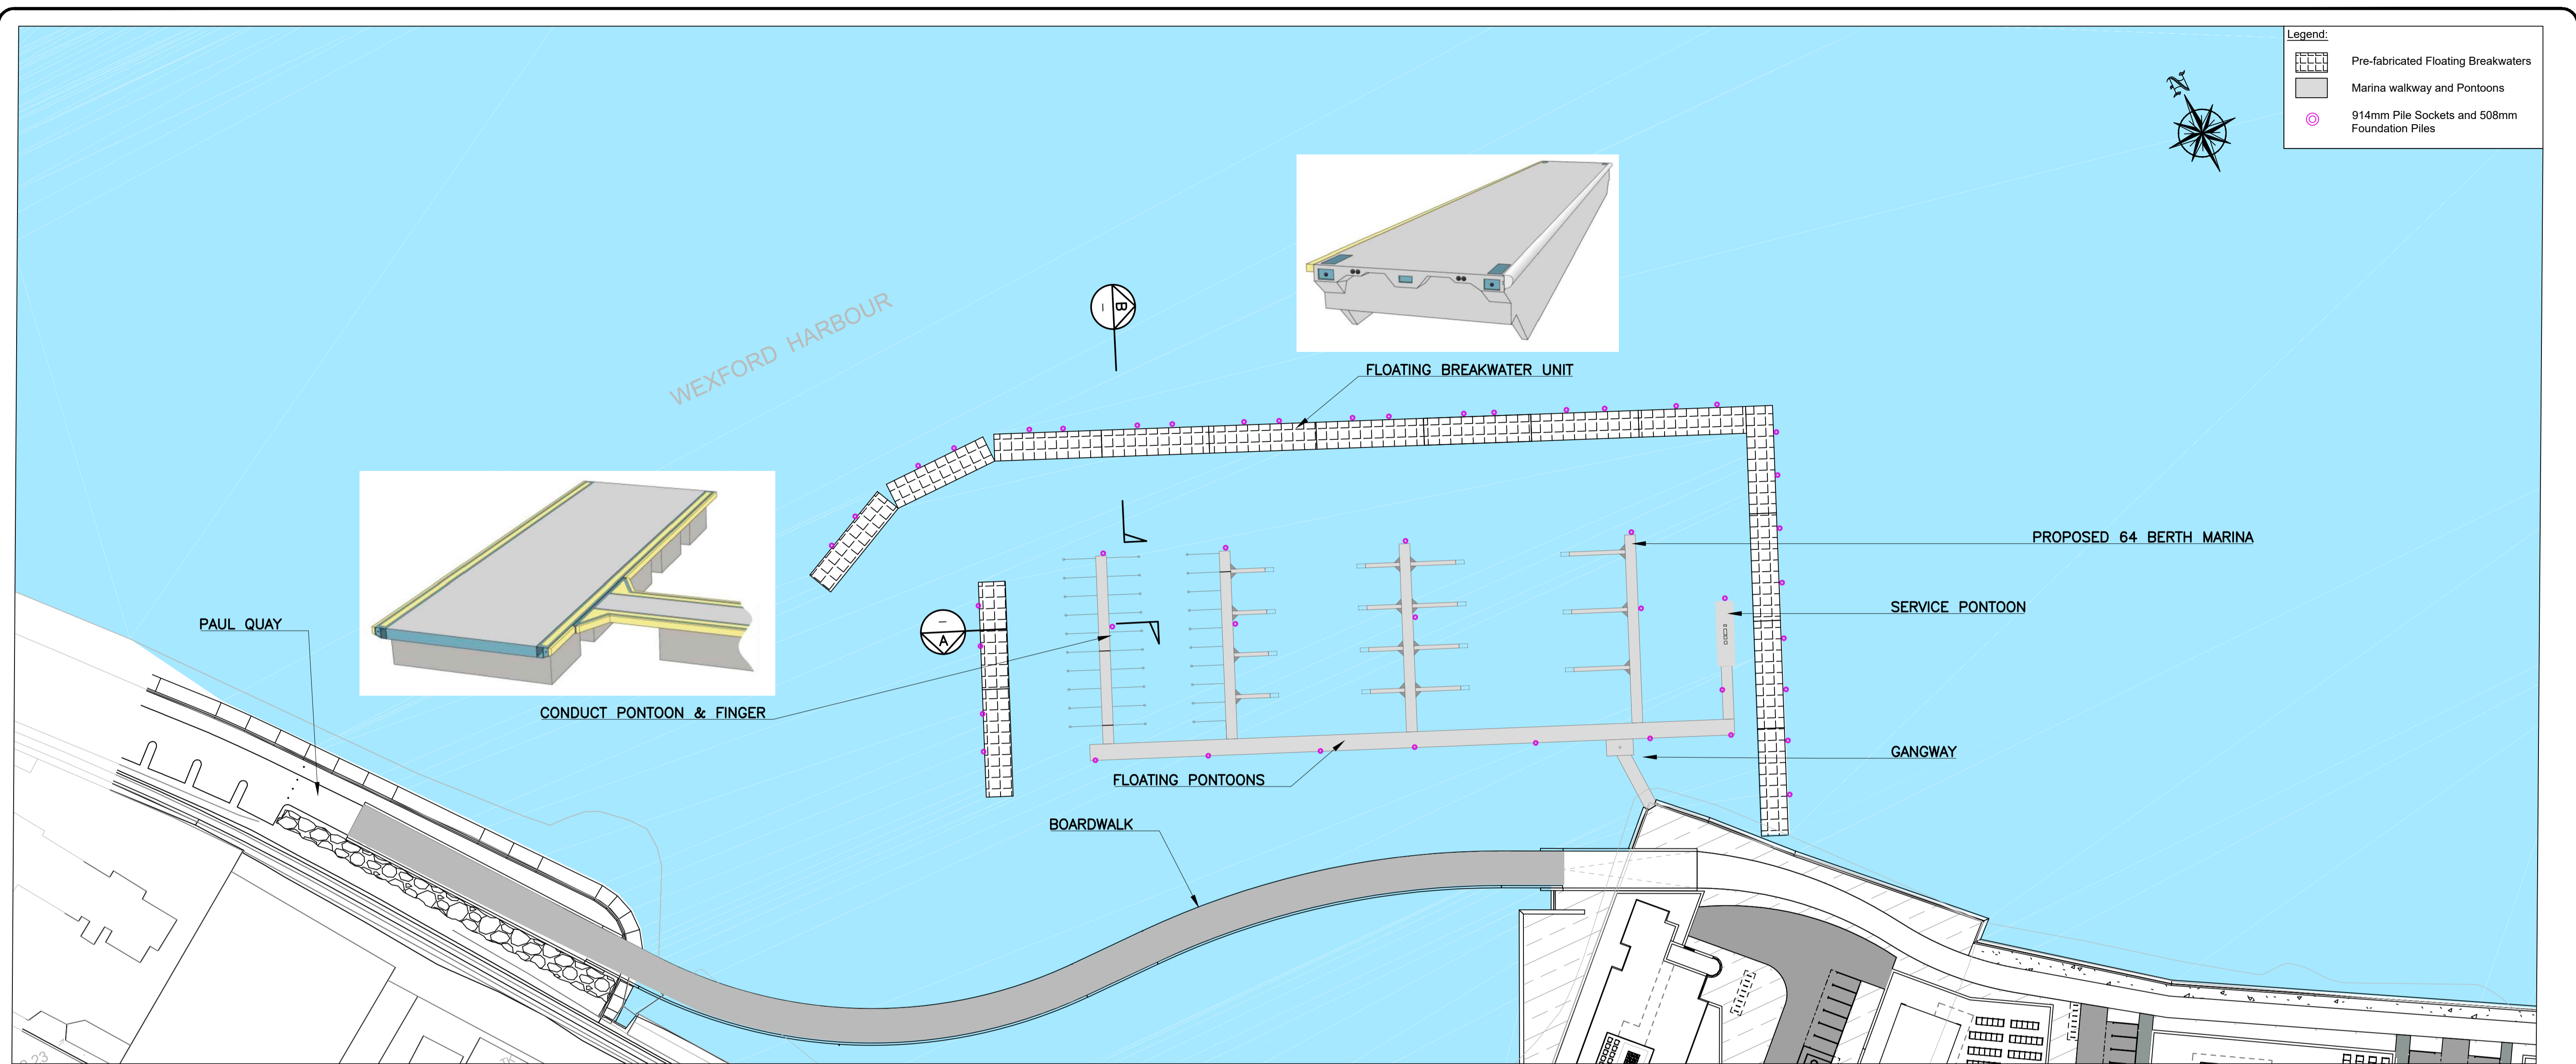 Legend:
Pre-fabricated Floating Breakwaters
Marina walkway and Pontoons
914mm Pile Sockets and 508mm
Foundation Piles
N
B
WEXFORD HARBOUR
FLOATING BREAKWATER UNIT
PROPOSED 64 BERTH MARINA
SERVICE PONTOON
PAUL QUAY
A
CONDUCT PONTOON & FINGER
GANGWAY
FLOATING PONTOONS
BOARDWALK